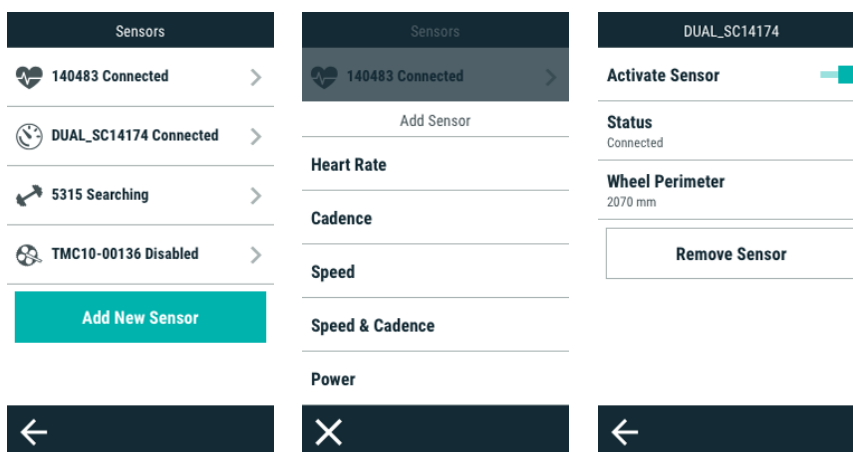 Sensors
140483 Connected
DUAL_SC14174 Connected
5315 Searching
TMC10-00136 Disabled
Add New Sensor
Sensors
140483 Connected
Add Sensor
Heart Rate
Cadence
Speed
Speed & Cadence
Power
DUAL_SC14174
Activate Sensor
Status
Connected
Wheel Perimeter
2070 mm
Remove Sensor